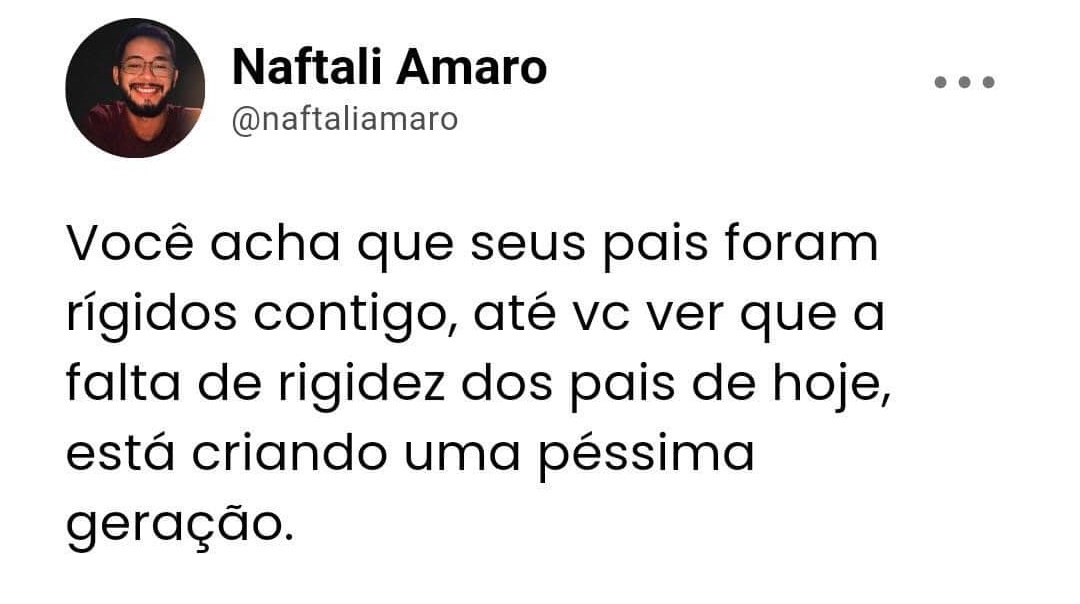 Naftali Amaro
@naftaliamaro
Você acha que seus pais foram
rígidos contigo, até vc ver que a
falta de rigidez dos pais de hoje,
está criando uma péssima
geração.